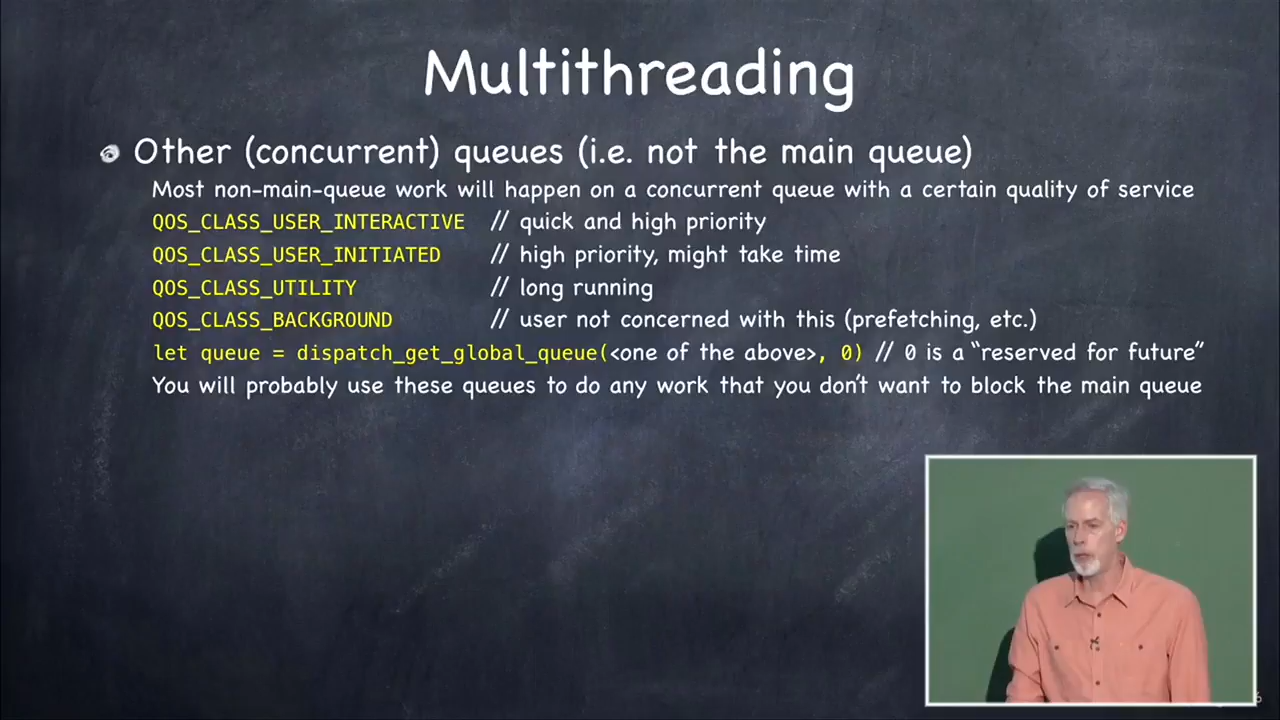 Multithreading
Other (concurrent) queues (i.e. not the main queue)
Most non-main-queue work will happen on a concurrent queue with a certain quality of service
QOS_CLASS_USER_INTERACTIVE // quick and high priority
QOS_CLASS_USER_INITIATED // high priority, might take time
QOS_CLASS_UTILITY // long running
QOS_CLASS_BACKGROUND // user not concerned with this (prefetching, etc.)
let queue = dispatch_get_global_queue(<one of the above>, 0) // 0 is a “reserved for future”
You will probably use these queues to do any work that you don’t want to block the main queue